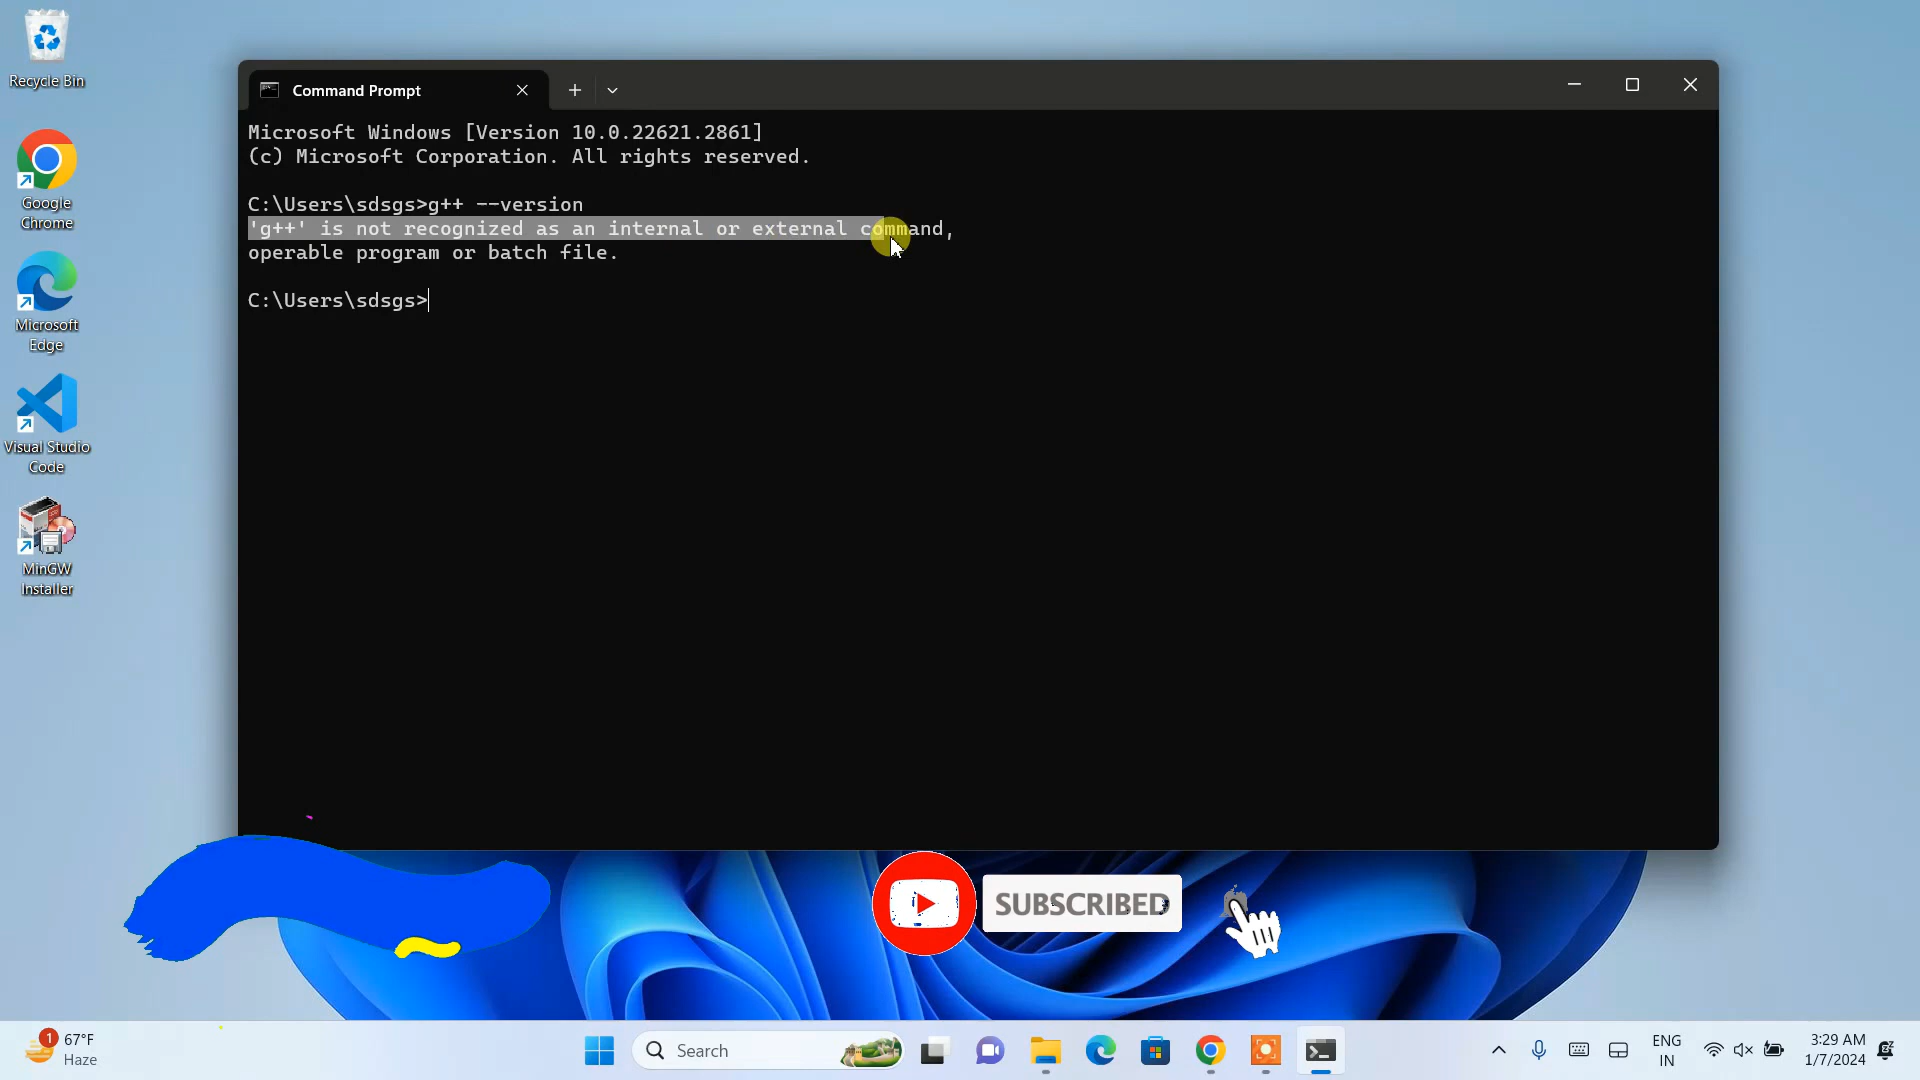 Recycle Bin
Google
Chrome
Microsoft
Edge
Visual Studio
Code
MinGW
Installer
Command Prompt
Microsoft Windows [Version 10.0.22621.2861]
(c) Microsoft Corporation. All rights reserved.
C:\Users\sdsgs>g++ --version
'g++' is not recognized as an internal or external command,
operable program or batch file.
C:\Users\sdsgs>
SUBSCRIBED
1
67°F
Haze
Search
ENG
IN
3:29 AM
1/7/2024